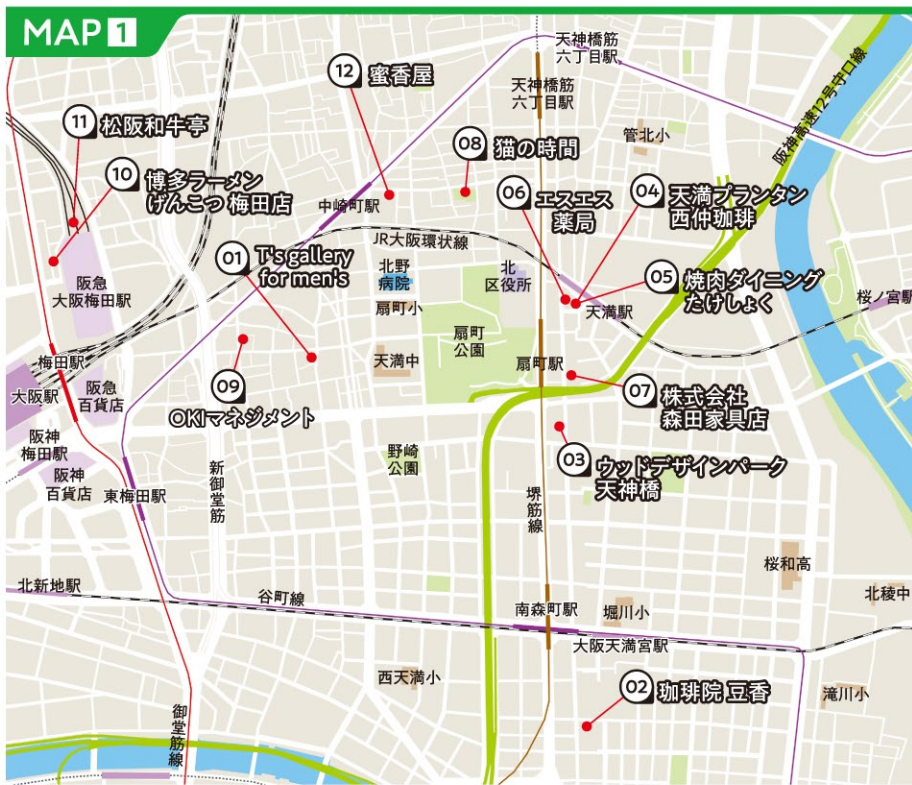 MAP 1
天神橋筋
六丁目駅
天神橋筋
六丁目駅
12 蜜香屋
阪神高速12号守口線
11 松阪和牛亭
管北小
08 猫の時間
10 博多ラーメン
げんこつ 梅田店
06 エスエス
薬局
04 天満プランタン
西仲珈琲
中崎町駅
JR大阪環状線
01 T's gallery
for men's
北野
病院
北
区役所
05 焼肉ダイニング
たけしょく
阪急
大阪梅田駅
桜ノ宮駅
扇町小
天満駅
扇町
公園
梅田駅
天満中
扇町駅
大阪駅
阪急
百貨店
09
OKIマネジメント
07 株式会社
森田家具店
阪神
梅田駅
野崎
公園
03 ウッドデザインパーク
天神橋
阪神
百貨店
新御堂筋
東梅田駅
堺筋線
桜和高
北新地駅
谷町線
北稜中
南森町駅
堀川小
大阪天満宮駅
西天満小
02 珈琲院 豆香
滝川小
御堂筋線